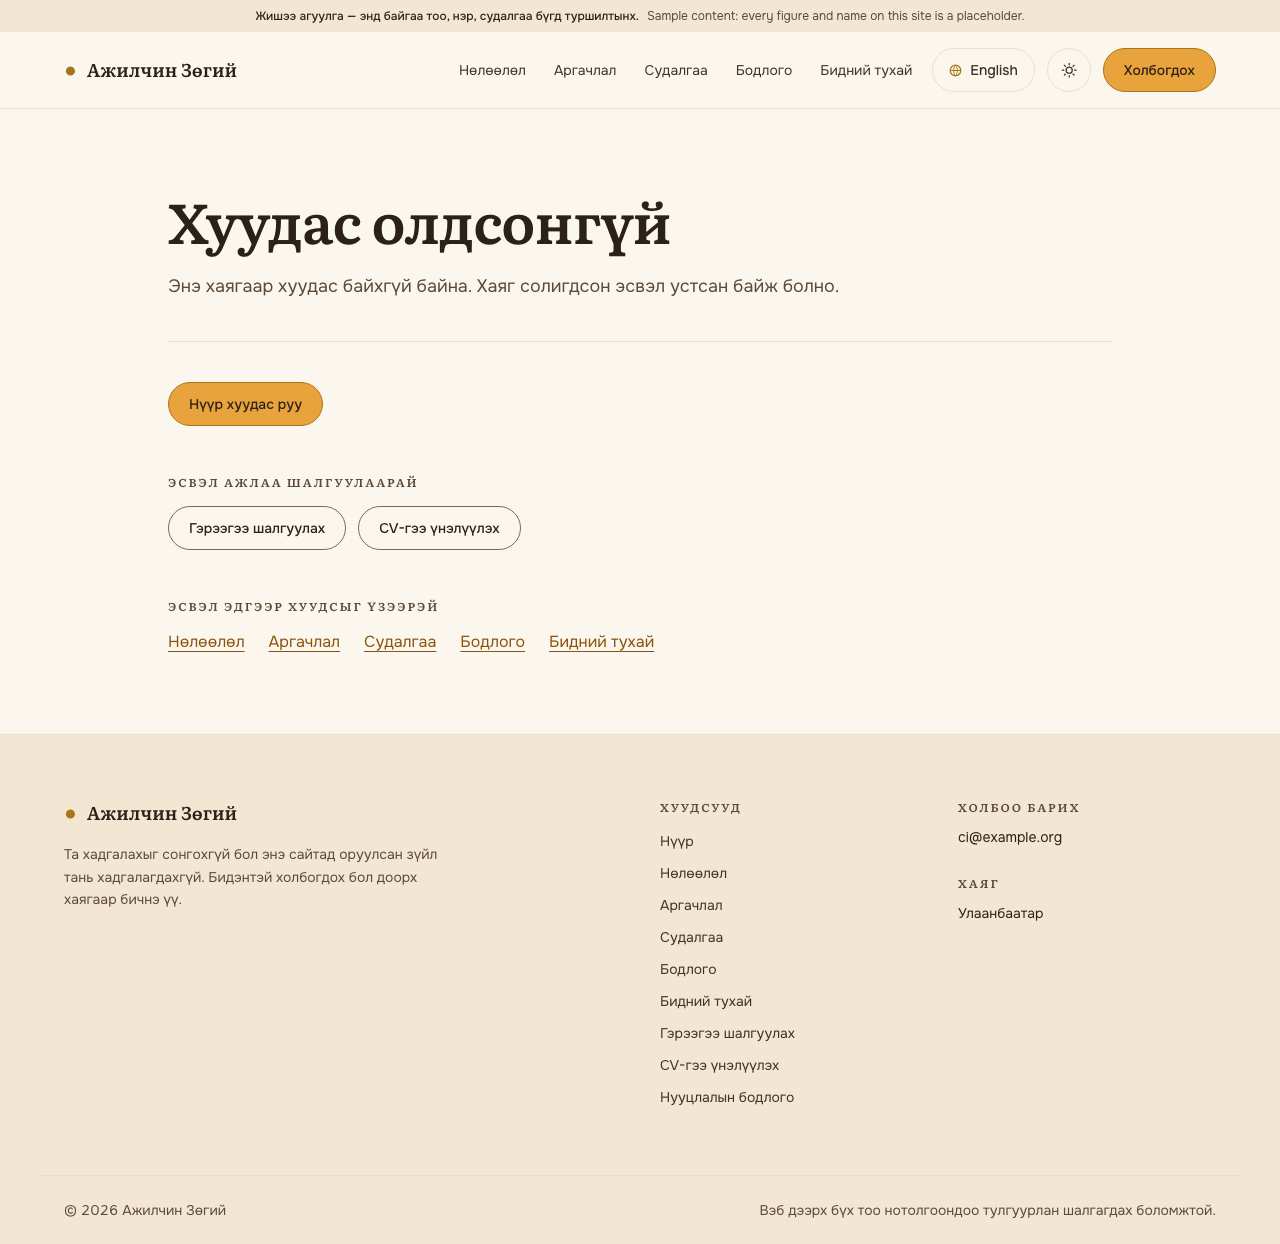 Жишээ агуулга — энд байгаа тоо, нэр, судалгаа бүгд туршилтынх. Sample content: every figure and name on this site is a placeholder.
Ажилчин Зөгий
Нөлөөлөл
Аргачлал
Судалгаа
Бодлого
Бидний тухай
English
Холбогдох
Хуудас олдсонгүй
Энэ хаягаар хуудас байхгүй байна. Хаяг солигдсон эсвэл устсан байж болно.
Нүүр хуудас руу
ЭСВЭЛ АЖЛАА ШАЛГУУЛААРАЙ
Гэрээгээ шалгуулах
CV-гээ үнэлүүлэх
ЭСВЭЛ ЭДГЭЭР ХУУДСЫГ ҮЗЭЭРЭЙ
Нөлөөлөл
Аргачлал
Судалгаа
Бодлого
Бидний тухай
Ажилчин Зөгий
Та хадгалахыг сонгохгүй бол энэ сайтад оруулсан зүйл
тань хадгалагдахгүй. Бидэнтэй холбогдох бол доорх
хаягаар бичнэ үү.
ХУУДСУУД
Нүүр
Нөлөөлөл
Аргачлал
Судалгаа
Бодлого
Бидний тухай
Гэрээгээ шалгуулах
CV-гээ үнэлүүлэх
Нууцлалын бодлого
ХОЛБОО БАРИХ
ci@example.org
ХАЯГ
Улаанбаатар
© 2026 Ажилчин Зөгий
Вэб дээрх бүх тоо нотолгоондоо тулгуурлан шалгагдах боломжтой.